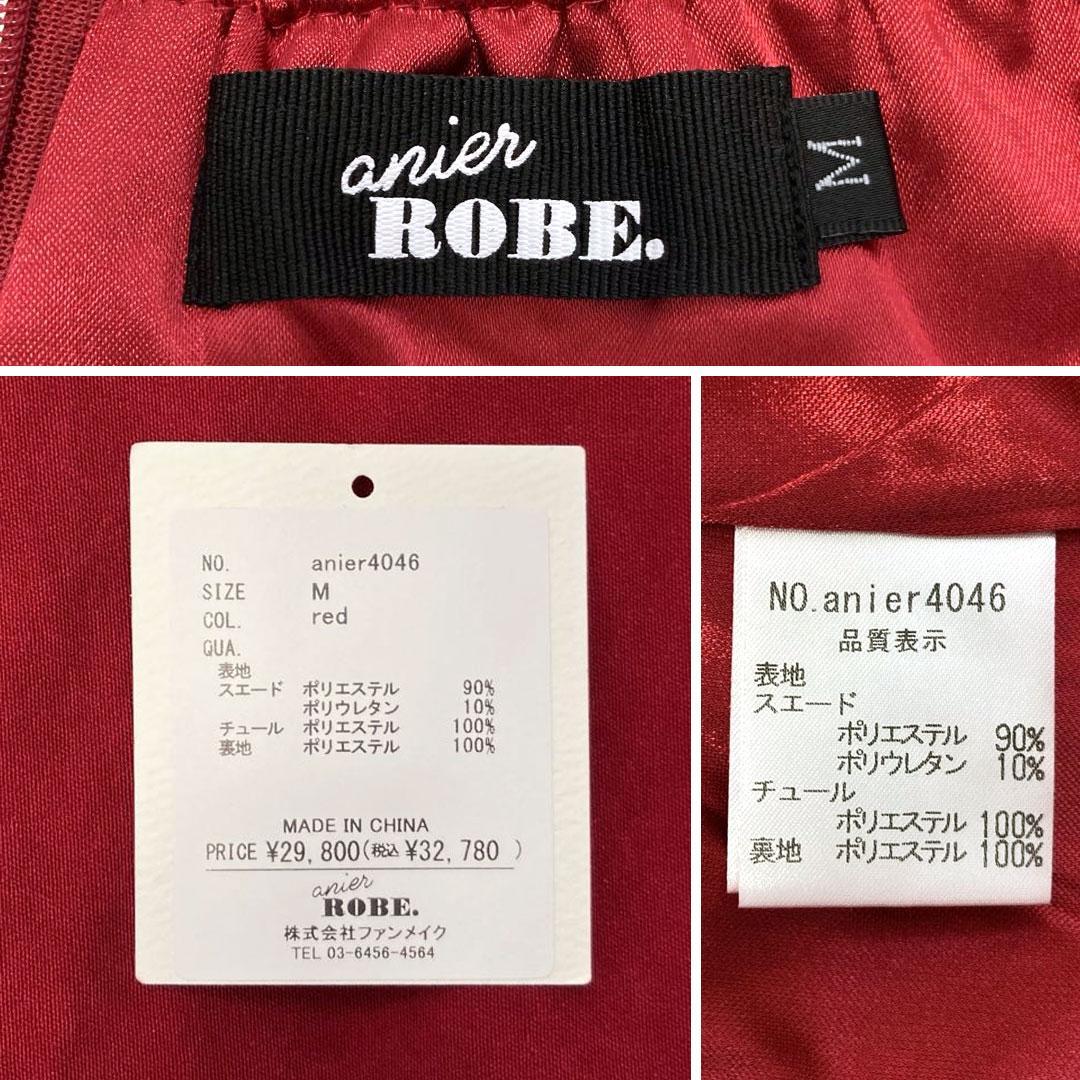 anier
ROBE.
M
NO. anier4046
SIZE M
COL. red
QUA.
表地
スエード ポリエステル 90%
ポリウレタン 10%
チュール ポリエステル 100%
裏地 ポリエステル 100%
MADE IN CHINA
PRICE ¥29,800(税込 ¥32,780 )
anier
ROBE.
株式会社ファンメイク
TEL 03-6456-4564
NO.anier4046
品質表示
表地
スエード
ポリエステル 90%
ポリウレタン 10%
チュール
ポリエステル 100%
裏地 ポリエステル 100%